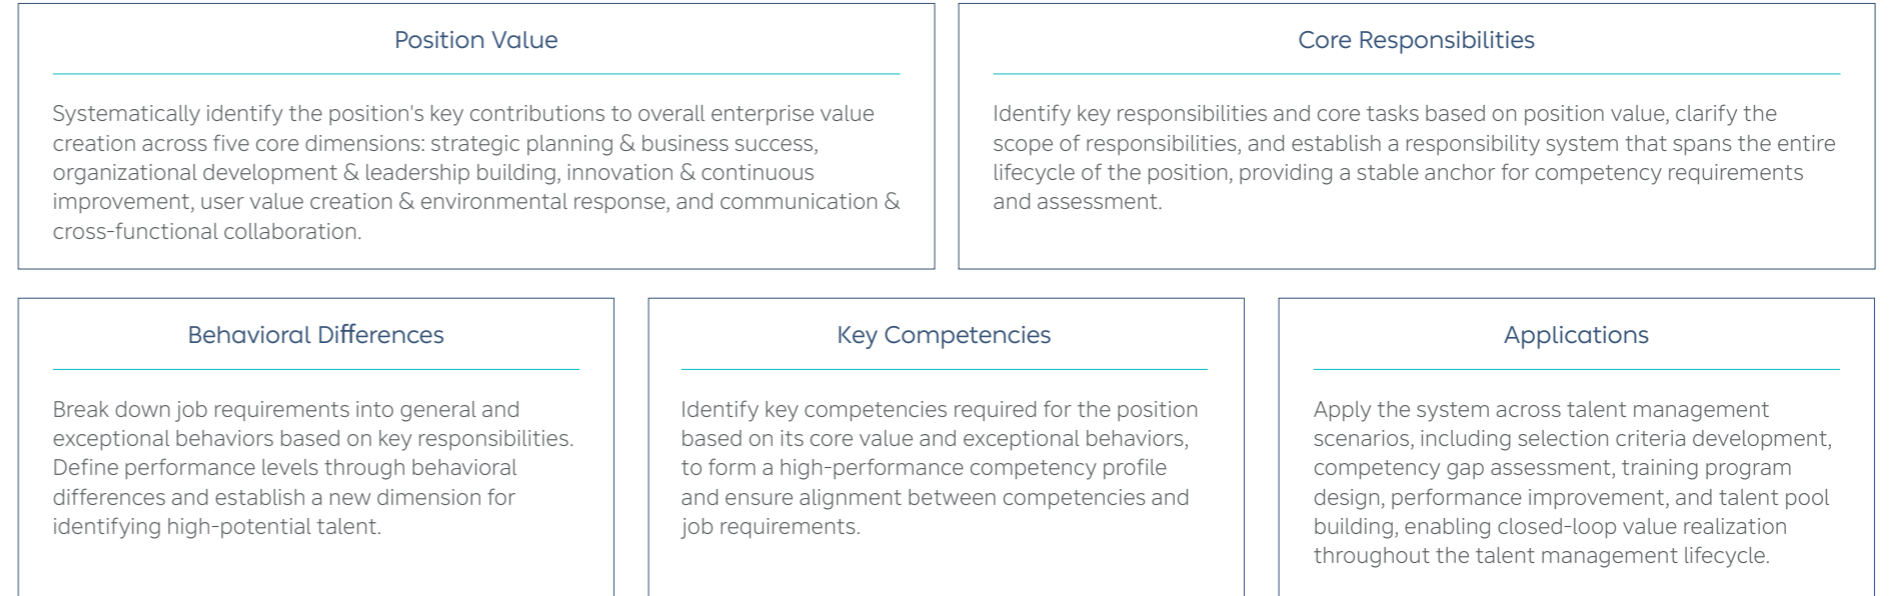 Position Value
Systematically identify the position's key contributions to overall enterprise value
creation across five core dimensions: strategic planning & business success,
organizational development & leadership building, innovation & continuous
improvement, user value creation & environmental response, and communication &
cross-functional collaboration.
Core Responsibilities
Identify key responsibilities and core tasks based on position value, clarify the
scope of responsibilities, and establish a responsibility system that spans the entire
lifecycle of the position, providing a stable anchor for competency requirements
and assessment.
Behavioral Differences
Break down job requirements into general and
exceptional behaviors based on key responsibilities.
Define performance levels through behavioral
differences and establish a new dimension for
identifying high-potential talent.
Key Competencies
Identify key competencies required for the position
based on its core value and exceptional behaviors,
to form a high-performance competency profile
and ensure alignment between competencies and
job requirements.
Applications
Apply the system across talent management
scenarios, including selection criteria development,
competency gap assessment, training program
design, performance improvement, and talent pool
building, enabling closed-loop value realization
throughout the talent management lifecycle.